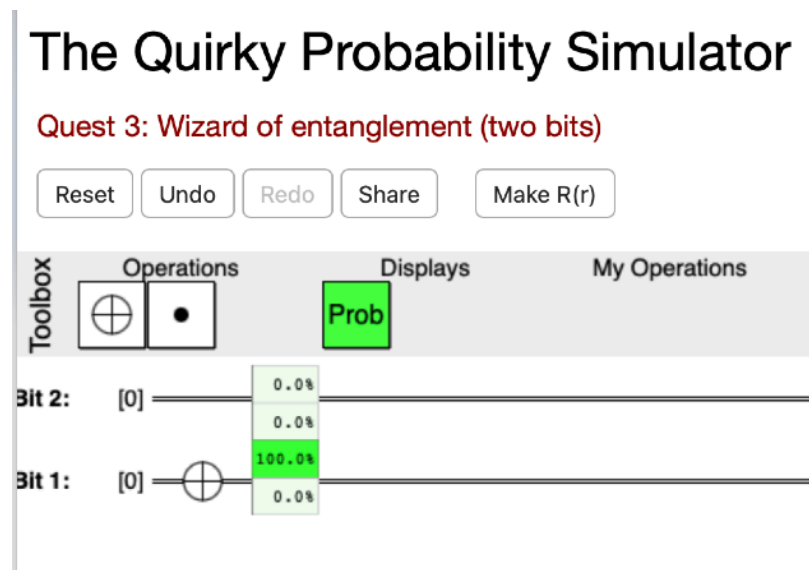 The Quirky Probability Simulator
Quest 3: Wizard of entanglement (two bits)
Reset Undo Redo Share Make R(r)
Toolbox
Operations Displays My Operations
Prob
0.0%
Bit 2: [0]
0.0%
100.0%
Bit 1: [0]
0.0%